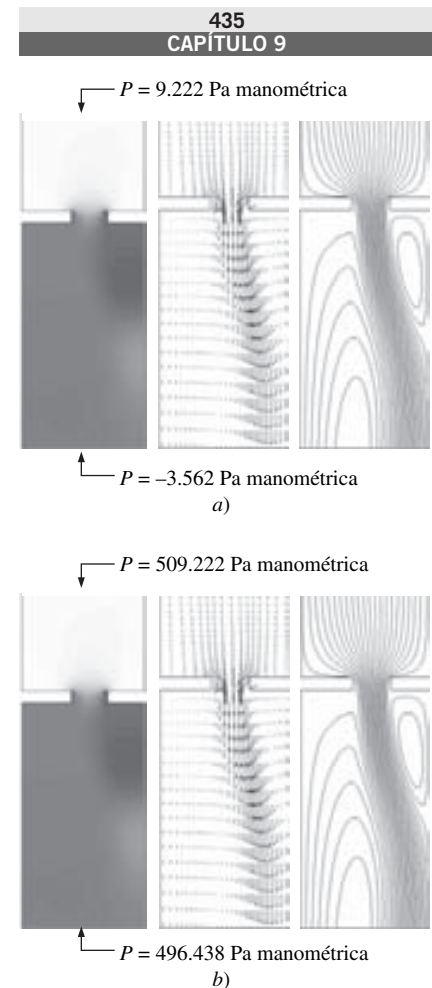 435
CAPÍTULO 9
P = 9.222 Pa manométrica
P = –3.562 Pa manométrica
a)
P = 509.222 Pa manométrica
P = 496.438 Pa manométrica
b)